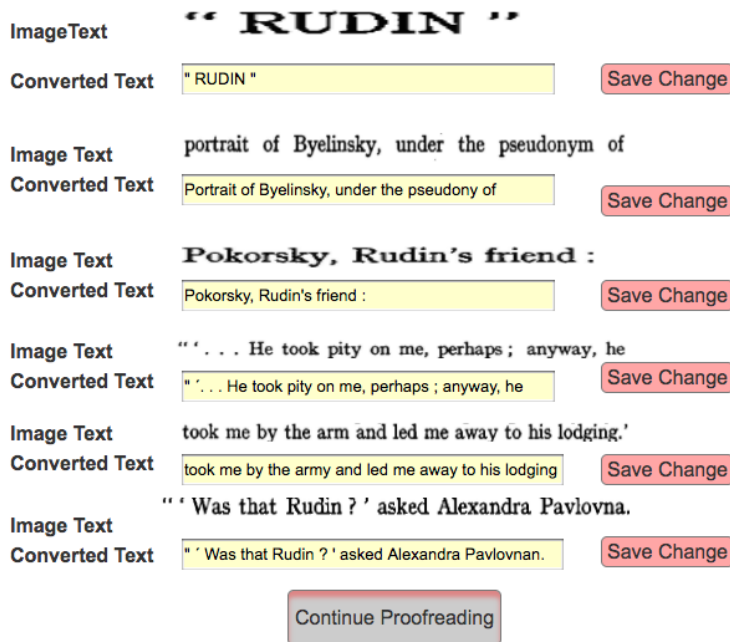 ImageText “ RUDIN ”
Converted Text " RUDIN " Save Change
Image Text portrait of Byelinsky, under the pseudonym of
Converted Text Portrait of Byelinsky, under the pseudony of Save Change
Image Text Pokorsky, Rudin's friend :
Converted Text Pokorsky, Rudin's friend : Save Change
Image Text “ ‘ . . . He took pity on me, perhaps ; anyway, he
Converted Text " ´. . . He took pity on me, perhaps ; anyway, he Save Change
Image Text took me by the arm and led me away to his lodging.’
Converted Text took me by the army and led me away to his lodging Save Change
Image Text “ ‘ Was that Rudin ? ’ asked Alexandra Pavlovna.
Converted Text " ´ Was that Rudin ? ' asked Alexandra Pavlovnan. Save Change
Continue Proofreading